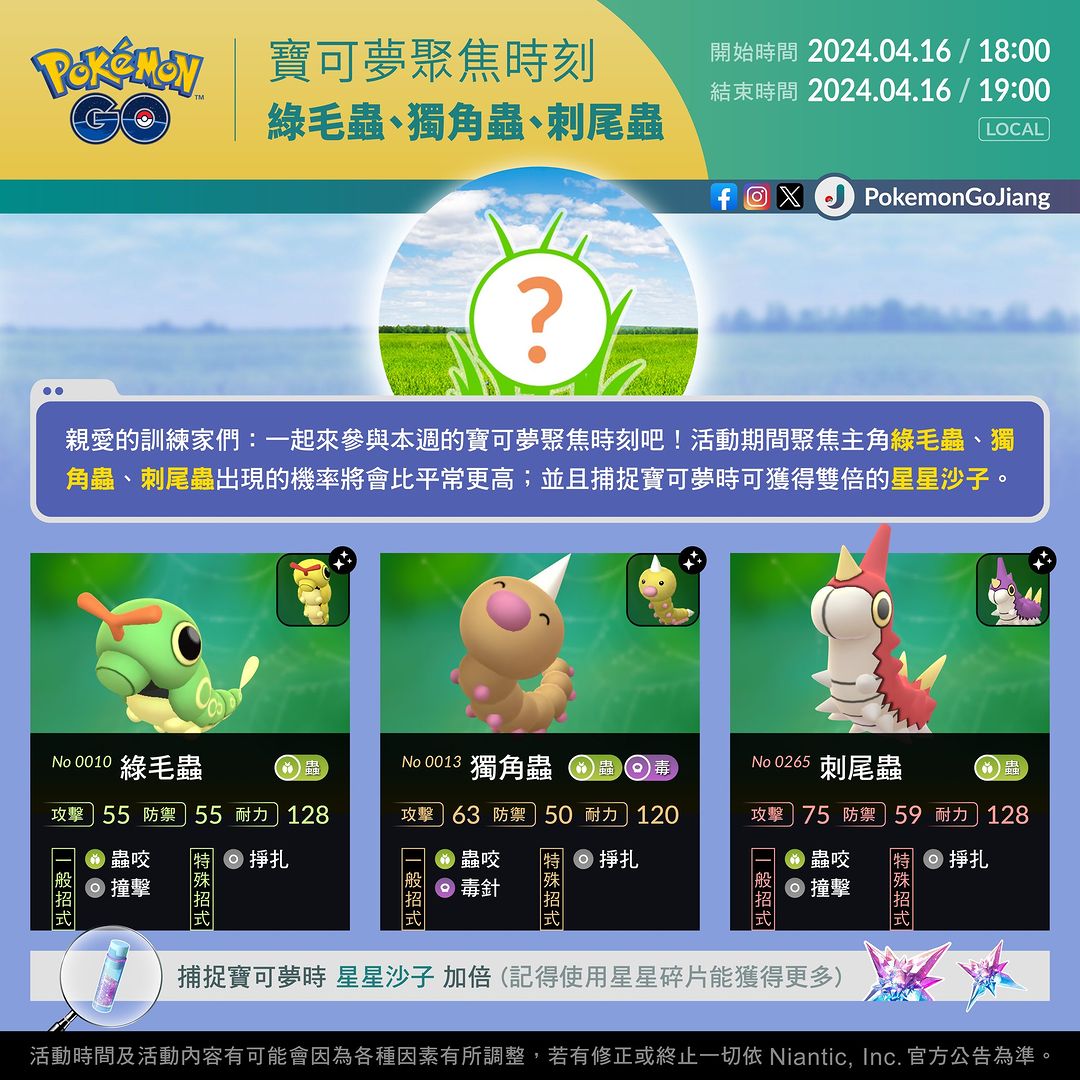 POKÉMON GO™
寶可夢聚焦時刻
綠毛蟲、獨角蟲、刺尾蟲
開始時間 2024.04.16 / 18:00
結束時間 2024.04.16 / 19:00
LOCAL
PokemonGoJiang
?
親愛的訓練家們：一起來參與本週的寶可夢聚焦時刻吧！活動期間聚焦主角綠毛蟲、獨
角蟲、刺尾蟲出現的機率將會比平常更高；並且捕捉寶可夢時可獲得雙倍的星星沙子。
No 0010 綠毛蟲 蟲
攻擊 55 防禦 55 耐力 128
一般招式
蟲咬
撞擊
特殊招式
掙扎
No 0013 獨角蟲 蟲 毒
攻擊 63 防禦 50 耐力 120
一般招式
蟲咬
毒針
特殊招式
掙扎
No 0265 刺尾蟲 蟲
攻擊 75 防禦 59 耐力 128
一般招式
蟲咬
撞擊
特殊招式
掙扎
捕捉寶可夢時 星星沙子 加倍 (記得使用星星碎片能獲得更多)
活動時間及活動內容有可能會因為各種因素有所調整，若有修正或終止一切依 Niantic, Inc. 官方公告為準。